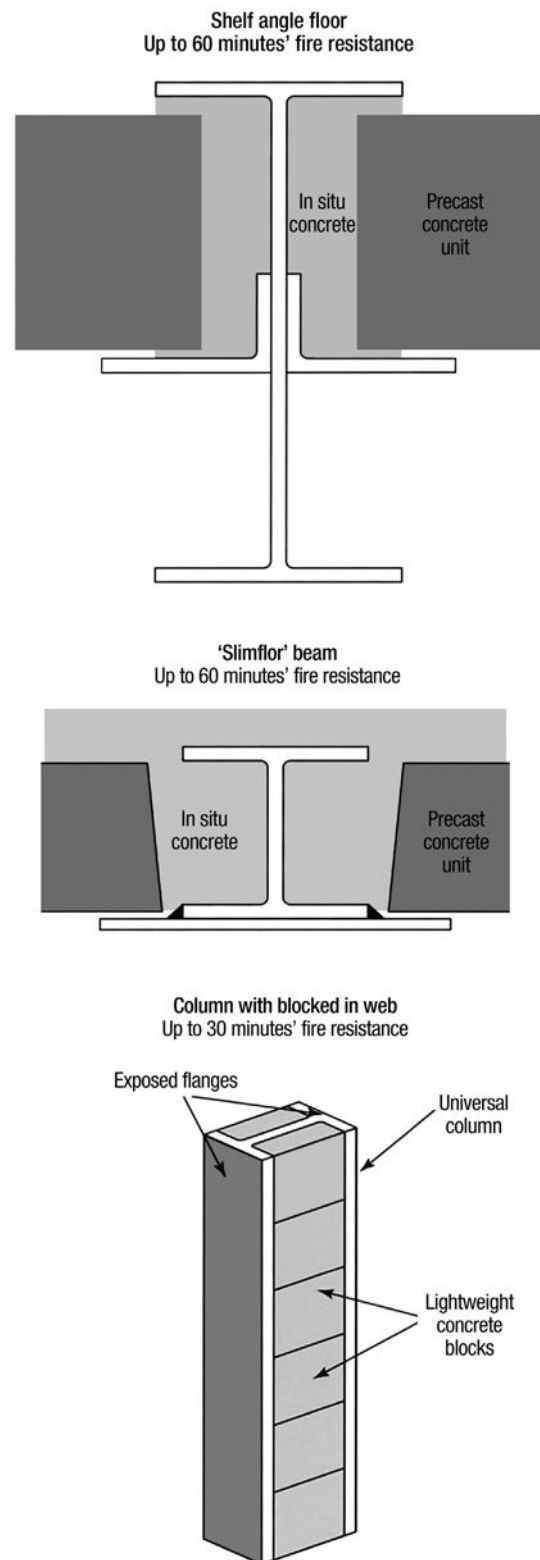 Shelf angle floor
Up to 60 minutes’ fire resistance
In situ
concrete
Precast
concrete
unit
‘Slimflor’ beam
Up to 60 minutes’ fire resistance
In situ
concrete
Precast
concrete
unit
Column with blocked in web
Up to 30 minutes’ fire resistance
Exposed flanges
Universal
column
Lightweight
concrete
blocks